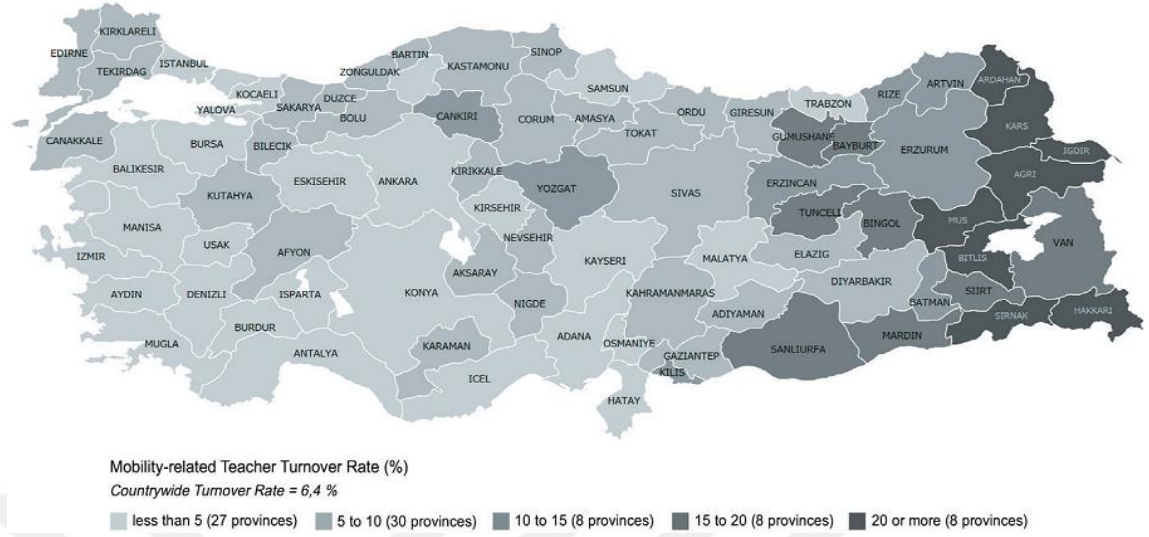 KIRKLARELI
EDIRNE
TEKIRDAG
ISTANBUL
KOCAELI
YALOVA
SAKARYA
DUZCE
BOLU
ZONGULDAK
BARTIN
KASTAMONU
SINOP
SAMSUN
CANKIRI
CORUM
AMASYA
TOKAT
ORDU
GIRESUN
TRABZON
GUMUSHANE
BAYBURT
RIZE
ARTVIN
ARDAHAN
KARS
IGDIR
AGRI
ERZURUM
CANAKKALE
BALIKESIR
BURSA
BILECIK
ESKISEHIR
ANKARA
KIRIKKALE
YOZGAT
SIVAS
ERZINCAN
TUNCELI
BINGOL
MUS
BITLIS
VAN
KUTAHYA
MANISA
USAK
AFYON
IZMIR
KIRSEHIR
NEVSEHIR
AKSARAY
KAYSERI
MALATYA
ELAZIG
DIYARBAKIR
BATMAN
SIIRT
SIRNAK
HAKKARI
AYDIN
DENIZLI
ISPARTA
BURDUR
MUGLA
ANTALYA
KONYA
NIGDE
KARAMAN
ICEL
ADANA
OSMANIYE
KAHRAMANMARAS
ADIYAMAN
GAZIANTEP
KILIS
SANLIURFA
MARDIN
HATAY
Mobility-related Teacher Turnover Rate (%)
Countrywide Turnover Rate = 6,4 %
less than 5 (27 provinces) 5 to 10 (30 provinces) 10 to 15 (8 provinces) 15 to 20 (8 provinces) 20 or more (8 provinces)